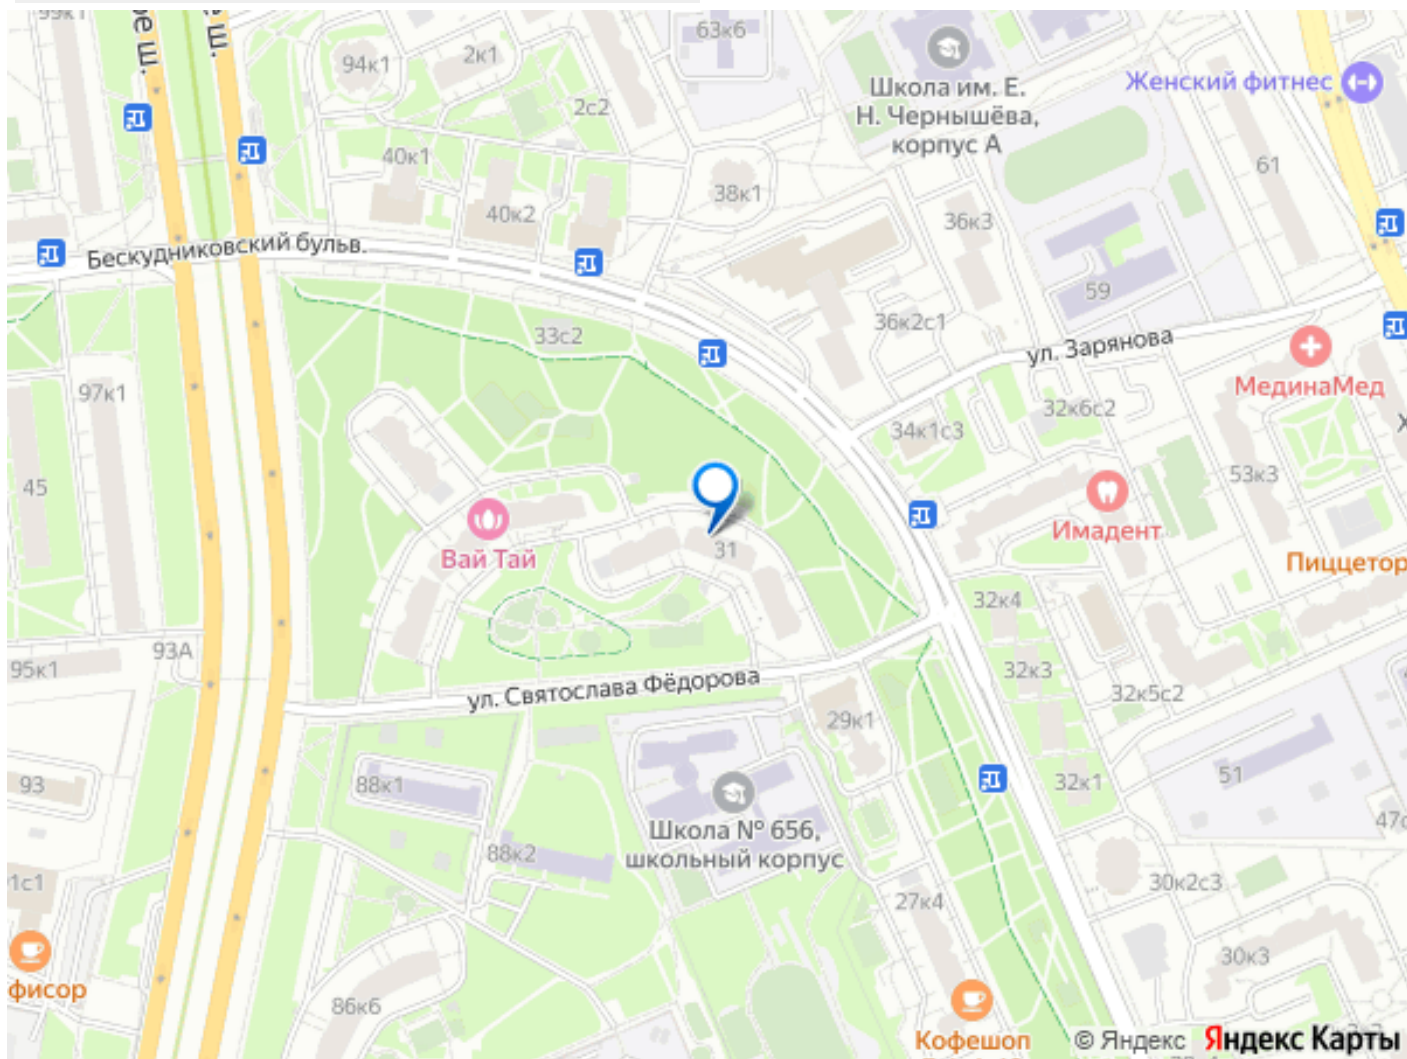 94к1
2к1
63к6
2с2
Школа им. Е.
Н. Чернышёва,
корпус А
Женский фитнес
40к1
40к2
38к1
36к3
61
Бескудниковский бульв.
59
33с2
36к2с1
ул. Зарянова
МединаМед
97к1
34к1с3
32к6с2
45
53к3
Имадент
Вай Тай
31
Пиццетор
32к4
93А
95к1
32к3
ул. Святослава Фёдорова
32к5с2
29к1
93
88к1
51
32к1
Школа № 656,
школьный корпус
88к2
30к2с3
27к4
30к3
фисор
86к6
Кофешоп
© Яндекс Яндекс Карты